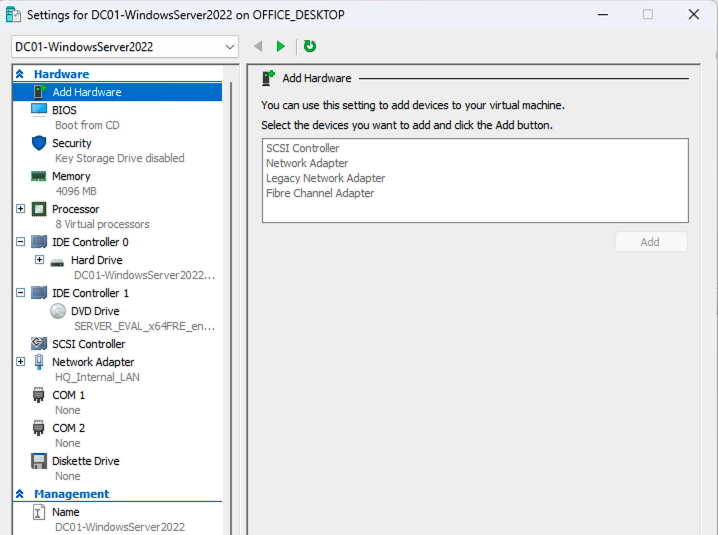 Settings for DC01-WindowsServer2022 on OFFICE_DESKTOP
DC01-WindowsServer2022
Hardware
Add Hardware
BIOS
Boot from CD
Security
Key Storage Drive disabled
Memory
4096 MB
Processor
8 Virtual processors
IDE Controller 0
Hard Drive
DC01-WindowsServer2022...
IDE Controller 1
DVD Drive
SERVER_EVAL_x64FRE_en...
SCSI Controller
Network Adapter
HQ_Internal_LAN
COM 1
None
COM 2
None
Diskette Drive
None
Management
Name
DC01-WindowsServer2022
Add Hardware
You can use this setting to add devices to your virtual machine.
Select the devices you want to add and click the Add button.
SCSI Controller
Network Adapter
Legacy Network Adapter
Fibre Channel Adapter
Add